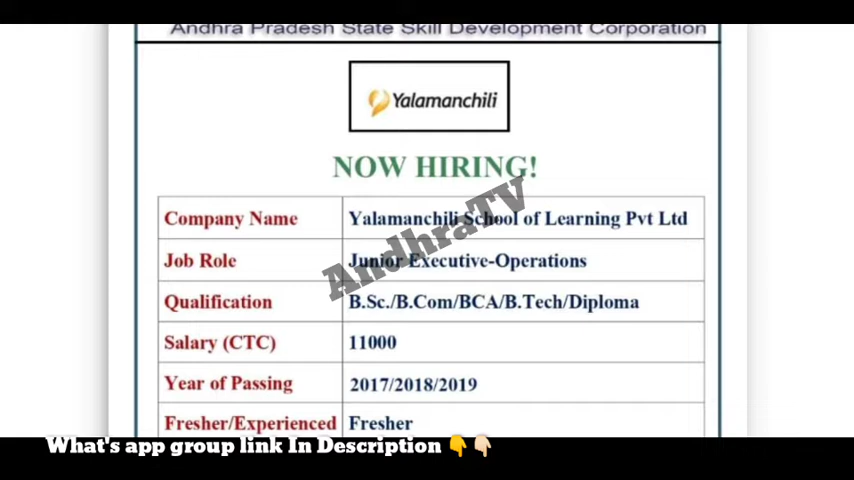 Andhra Pradesh State Skill Development Corporation
Yalamanchili
NOW HIRING!
Company Name Yalamanchili School of Learning Pvt Ltd
Job Role Junior Executive-Operations
Qualification B.Sc./B.Com/BCA/B.Tech/Diploma
Salary (CTC) 11000
Year of Passing 2017/2018/2019
Fresher/Experienced Fresher
AndhraTV
What's app group link In Description 👇👇🏻